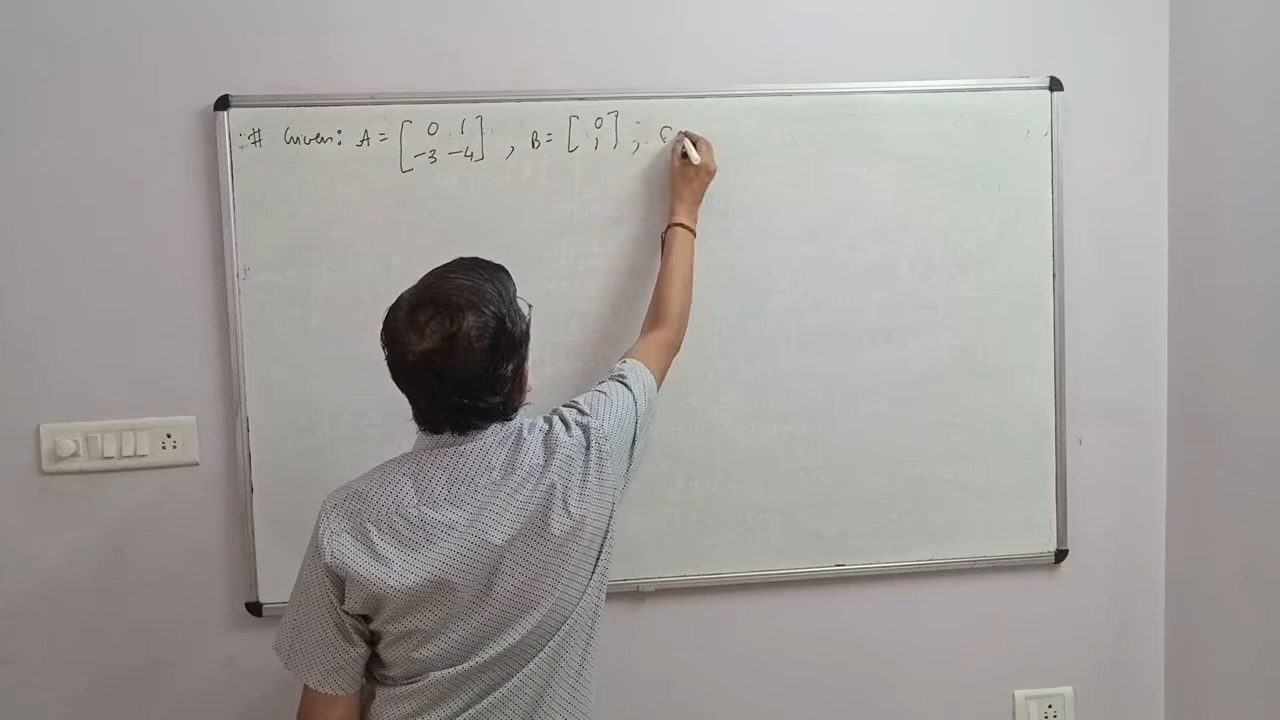 # Given: A = [ 0 1 ] , B = [ 0 ] ; C
[ -3 -4 ] [ 1 ]